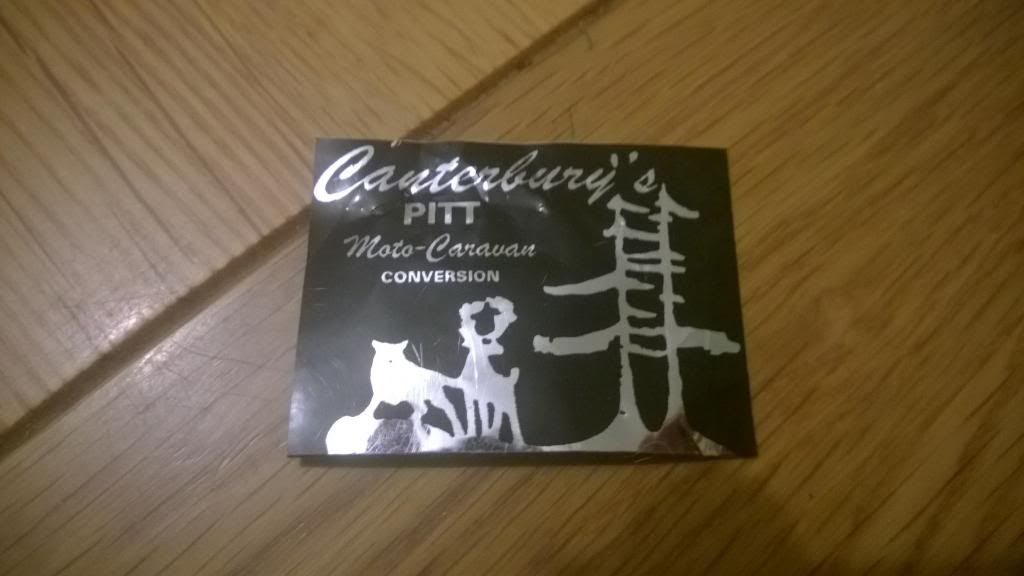 Canterbury's
PITT
Moto-Caravan
CONVERSION